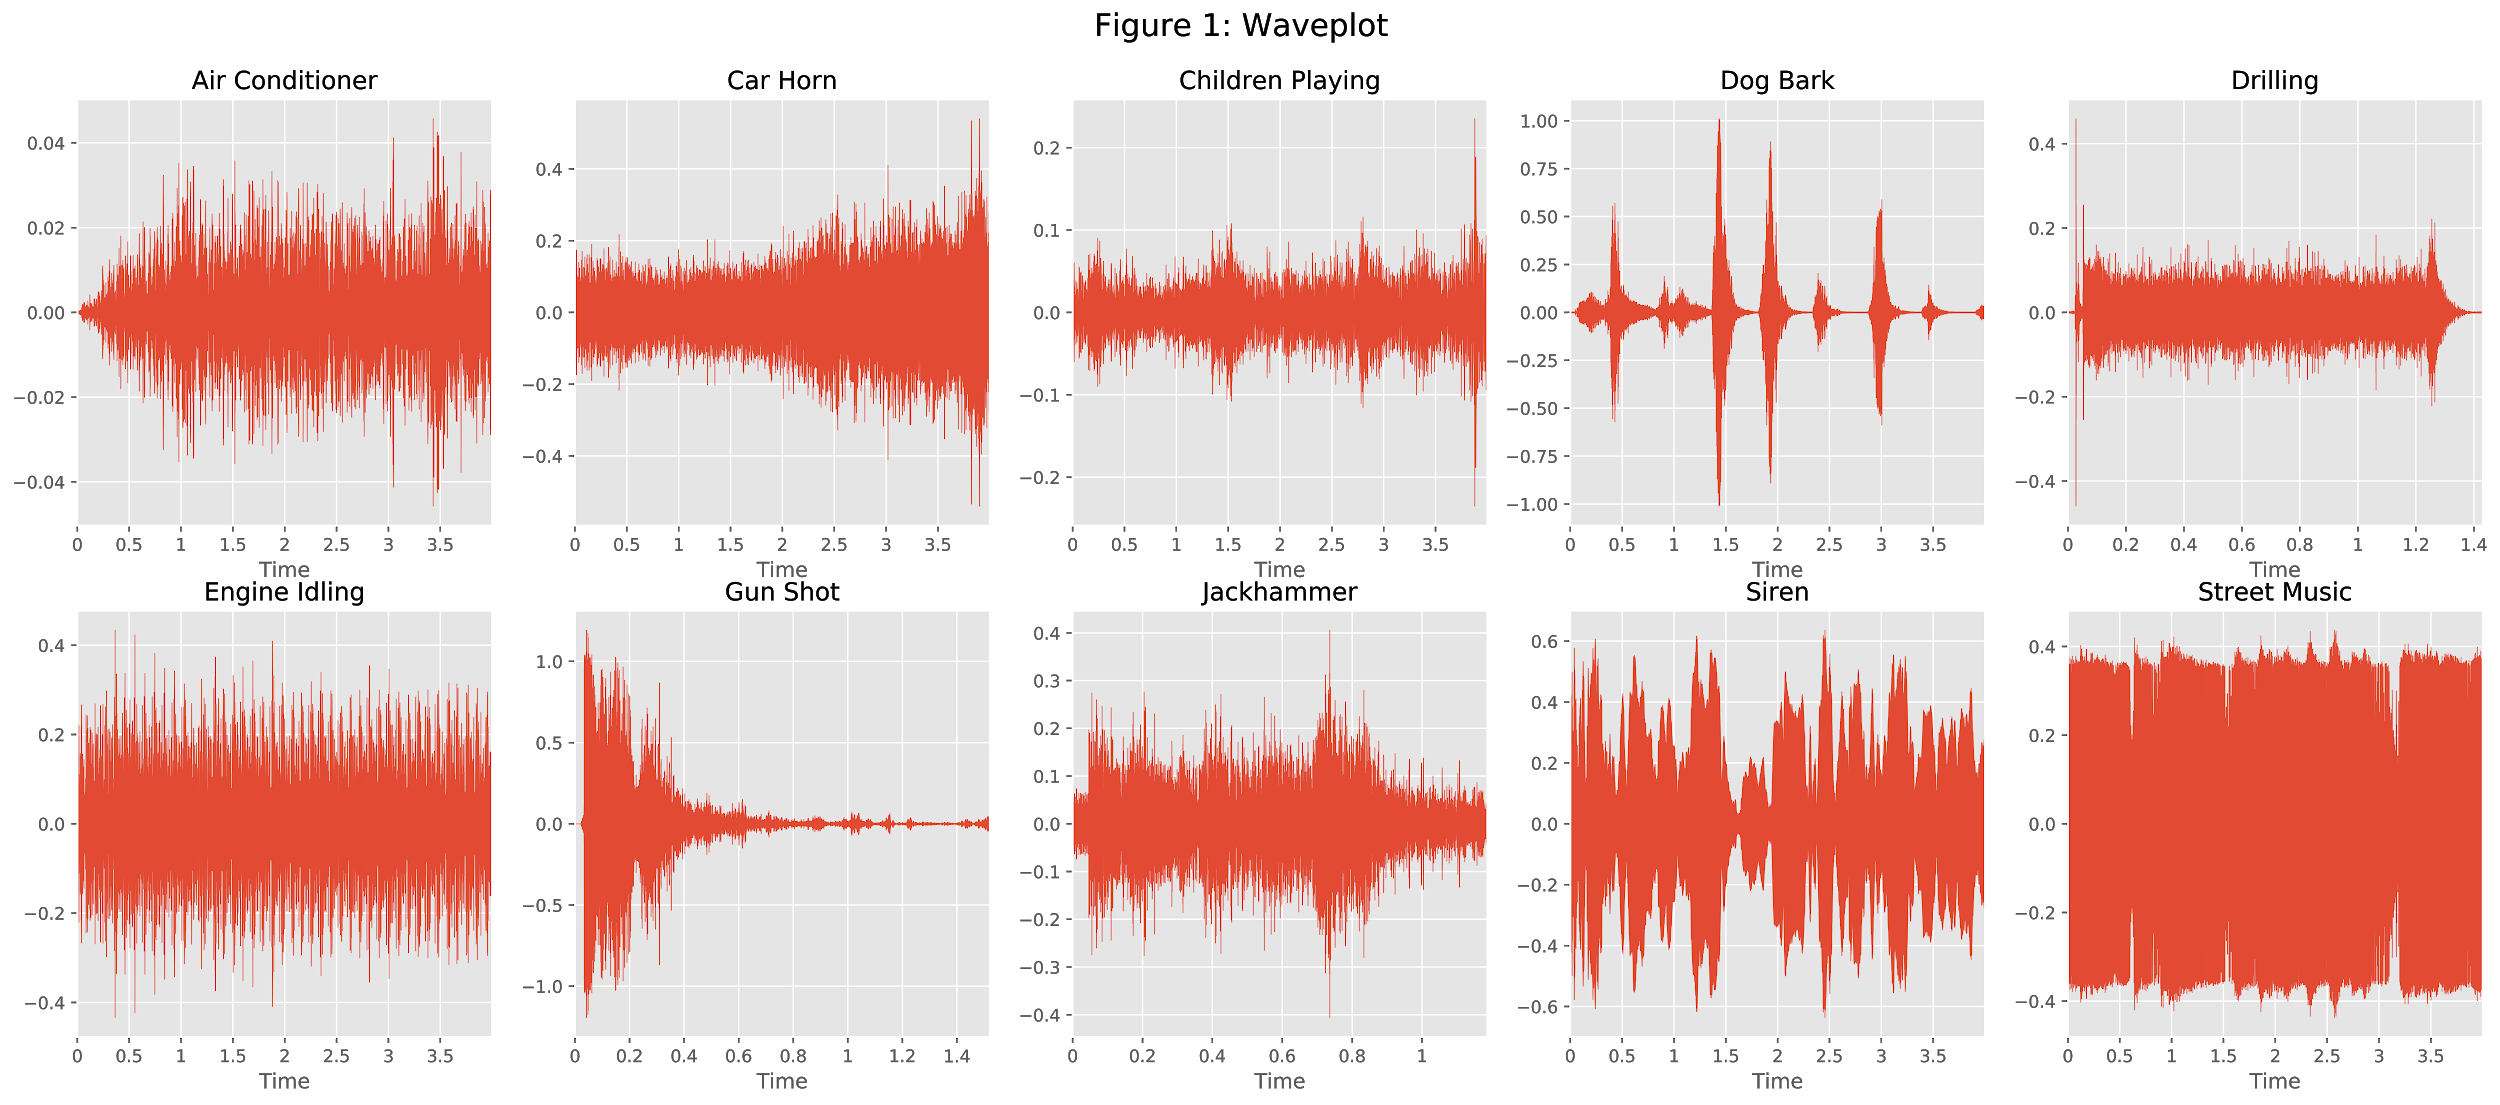 Figure 1: Waveplot
Air Conditioner
0.04
0.02
0.00
−0.02
−0.04
0 0.5 1 1.5 2 2.5 3 3.5
Time
Car Horn
0.4
0.2
0.0
−0.2
−0.4
0 0.5 1 1.5 2 2.5 3 3.5
Time
Children Playing
0.2
0.1
0.0
−0.1
−0.2
0 0.5 1 1.5 2 2.5 3 3.5
Time
Dog Bark
1.00
0.75
0.50
0.25
0.00
−0.25
−0.50
−0.75
−1.00
0 0.5 1 1.5 2 2.5 3 3.5
Time
Drilling
0.4
0.2
0.0
−0.2
−0.4
0 0.2 0.4 0.6 0.8 1 1.2 1.4
Time
Engine Idling
0.4
0.2
0.0
−0.2
−0.4
0 0.5 1 1.5 2 2.5 3 3.5
Time
Gun Shot
1.0
0.5
0.0
−0.5
−1.0
0 0.2 0.4 0.6 0.8 1 1.2 1.4
Time
Jackhammer
0.4
0.3
0.2
0.1
0.0
−0.1
−0.2
−0.3
−0.4
0 0.2 0.4 0.6 0.8 1
Time
Siren
0.6
0.4
0.2
0.0
−0.2
−0.4
−0.6
0 0.5 1 1.5 2 2.5 3 3.5
Time
Street Music
0.4
0.2
0.0
−0.2
−0.4
0 0.5 1 1.5 2 2.5 3 3.5
Time